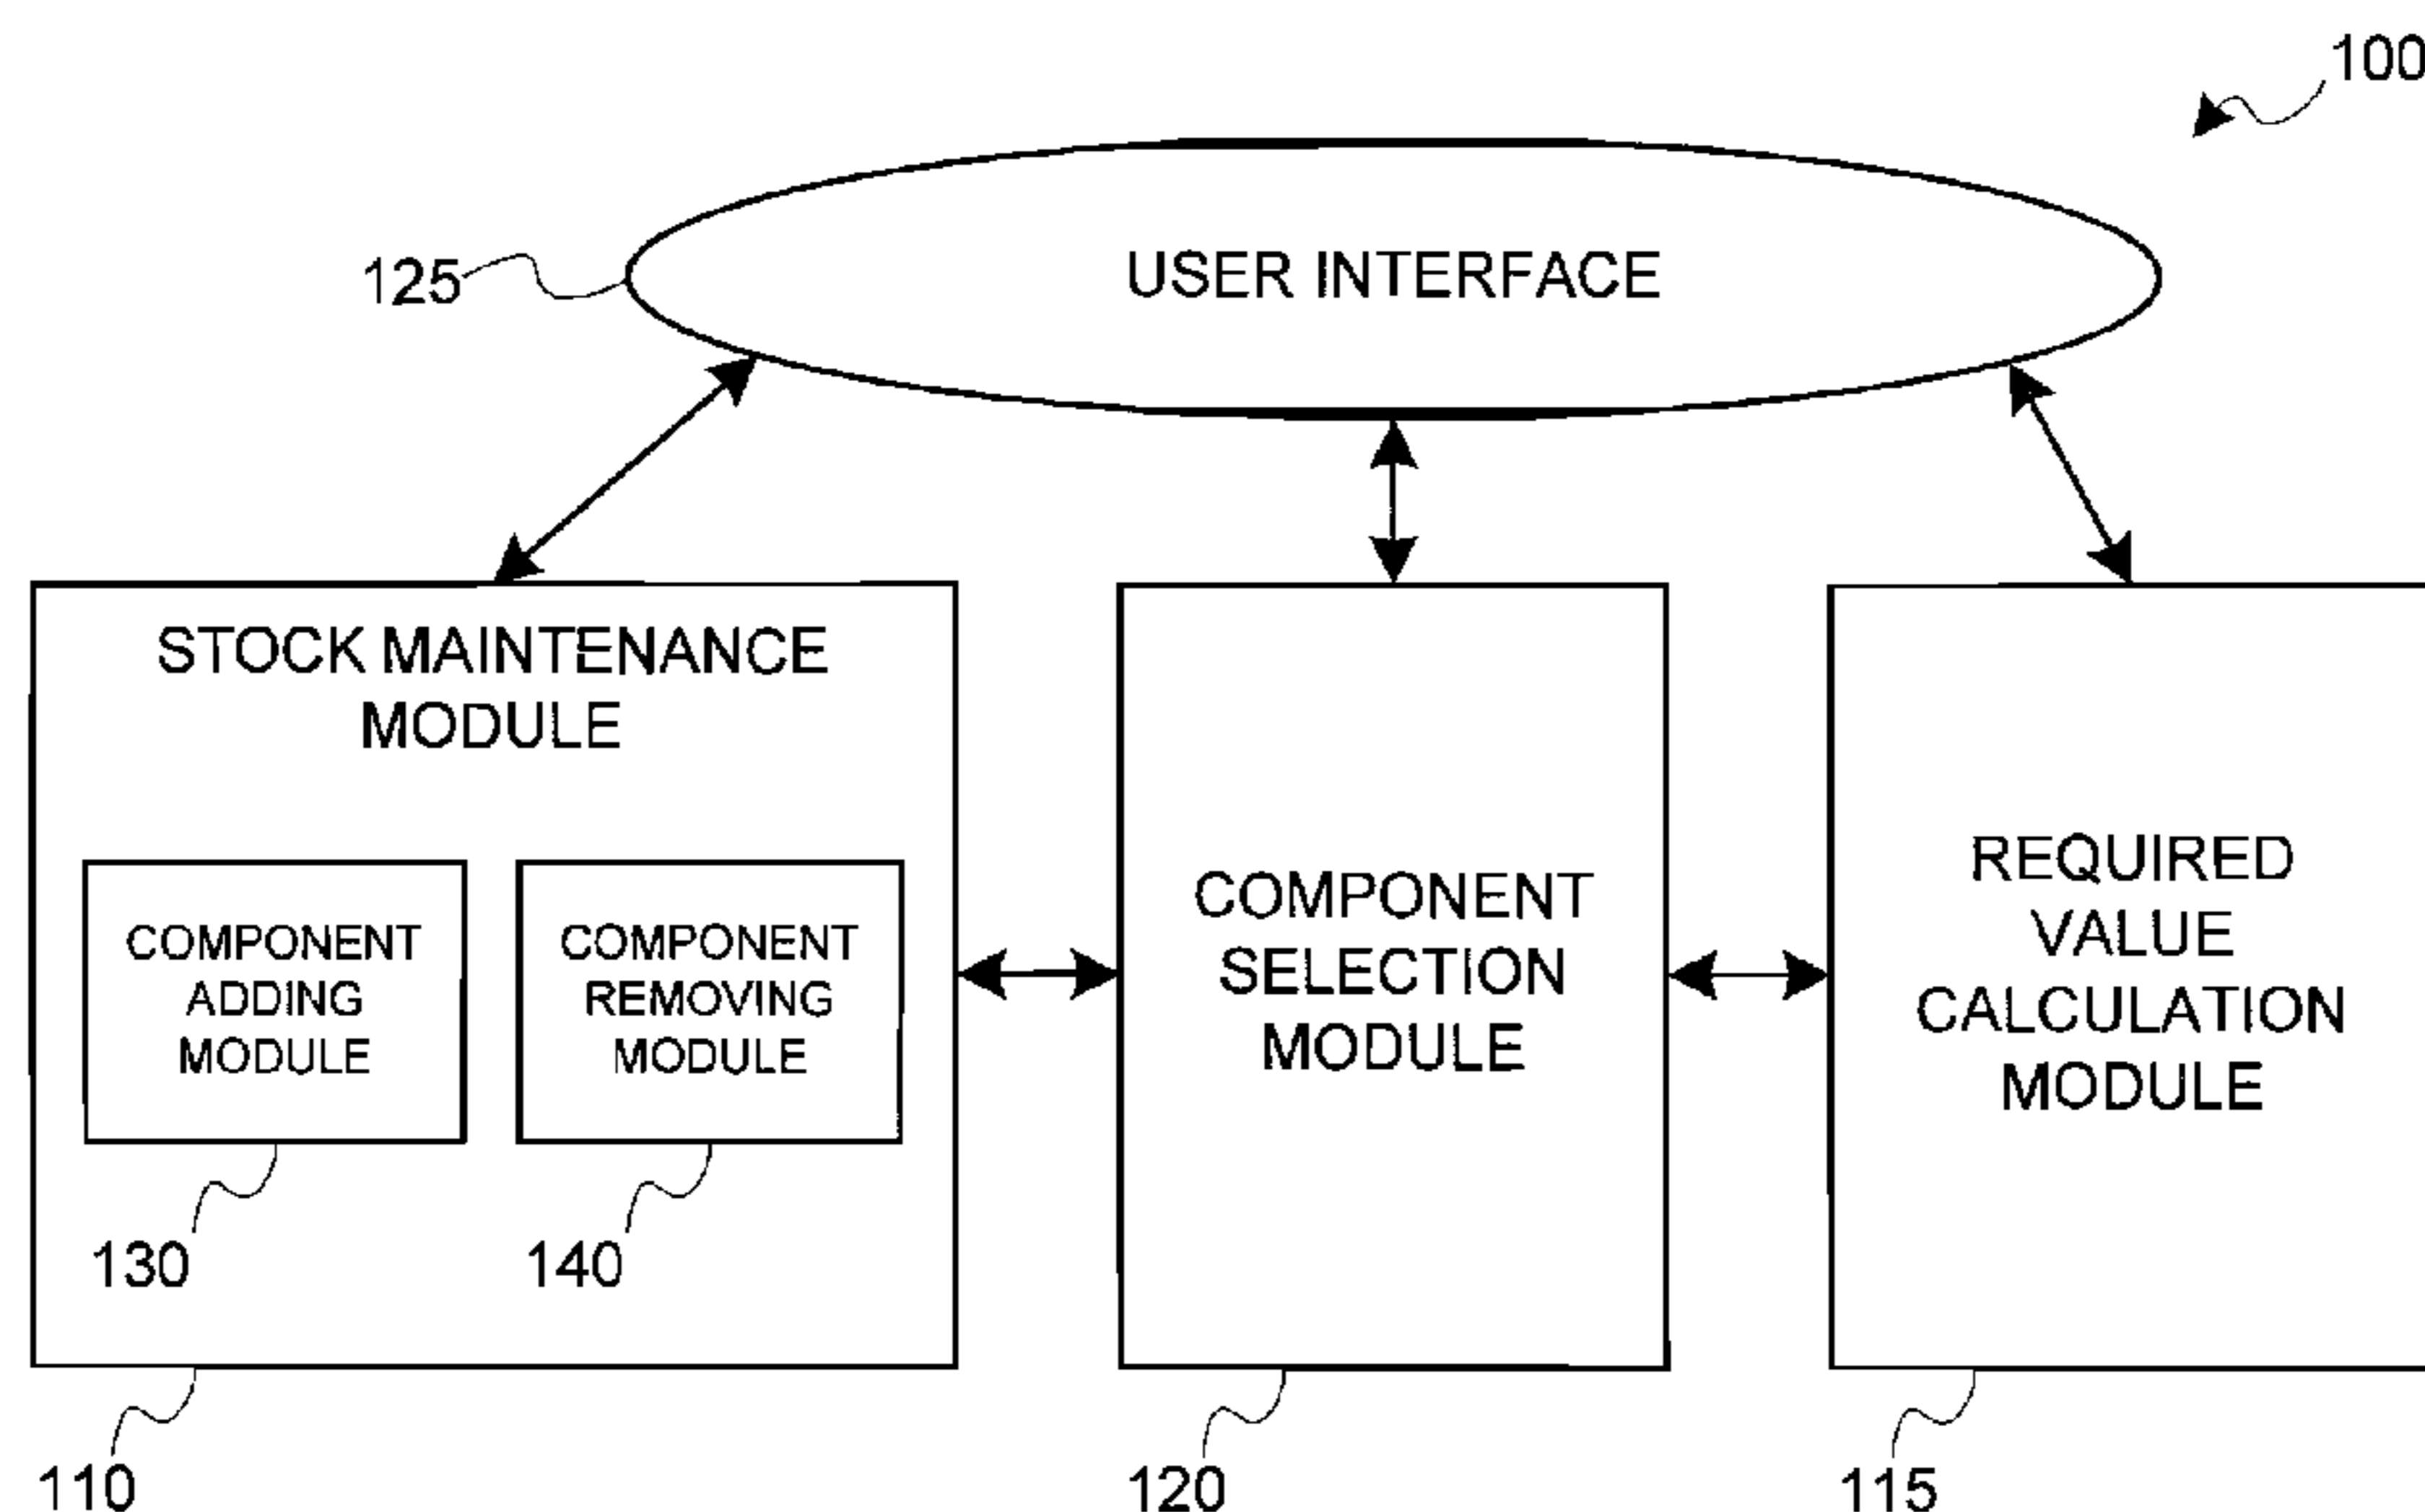 100
125
USER INTERFACE
STOCK MAINTENANCE
MODULE
COMPONENT
ADDING
MODULE
COMPONENT
REMOVING
MODULE
130
140
110
COMPONENT
SELECTION
MODULE
120
REQUIRED
VALUE
CALCULATION
MODULE
115